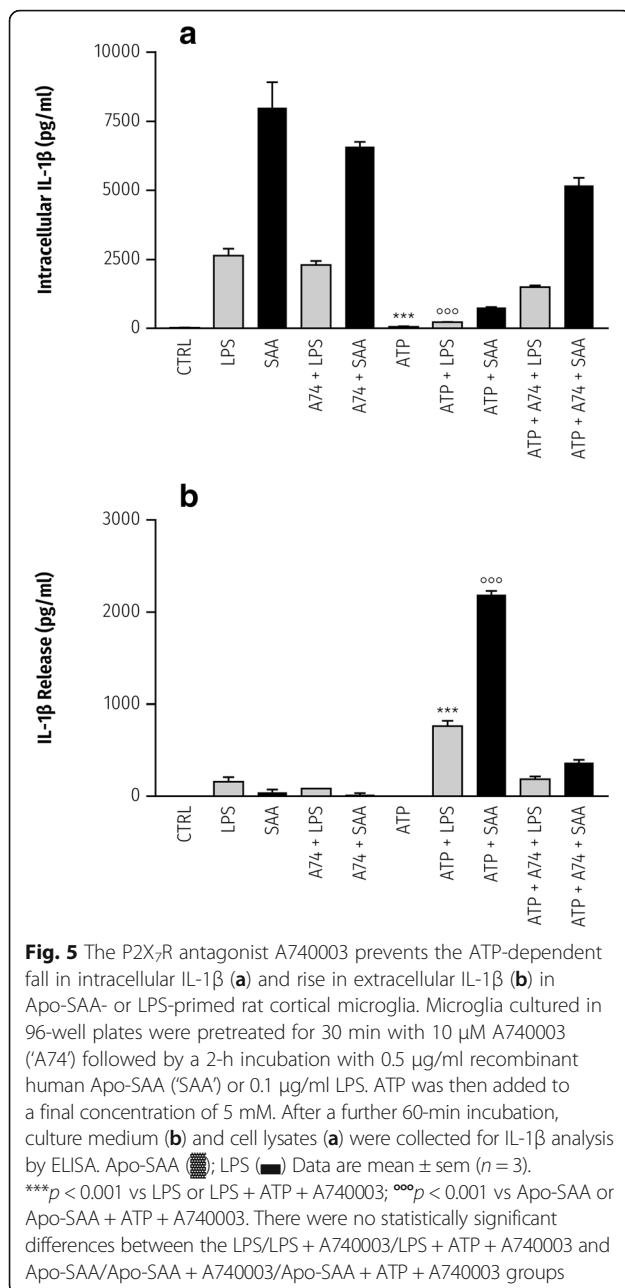 a
10000
7500
5000
2500
0
Intracellular IL-1β (pg/ml)
***
°°°
CTRL
LPS
SAA
A74 + LPS
A74 + SAA
ATP
ATP + LPS
ATP + SAA
ATP + A74 + LPS
ATP + A74 + SAA
b
3000
2000
1000
0
IL-1β Release (pg/ml)
***
°°°
CTRL
LPS
SAA
A74 + LPS
A74 + SAA
ATP
ATP + LPS
ATP + SAA
ATP + A74 + LPS
ATP + A74 + SAA
Fig. 5 The P2X₇R antagonist A740003 prevents the ATP-dependent
fall in intracellular IL-1β (a) and rise in extracellular IL-1β (b) in
Apo-SAA- or LPS-primed rat cortical microglia. Microglia cultured in
96-well plates were pretreated for 30 min with 10 μM A740003
(‘A74’) followed by a 2-h incubation with 0.5 μg/ml recombinant
human Apo-SAA (‘SAA’) or 0.1 μg/ml LPS. ATP was then added to
a final concentration of 5 mM. After a further 60-min incubation,
culture medium (b) and cell lysates (a) were collected for IL-1β analysis
by ELISA. Apo-SAA (▓); LPS (▬) Data are mean ± sem (n = 3).
***p < 0.001 vs LPS or LPS + ATP + A740003; °°°p < 0.001 vs Apo-SAA or
Apo-SAA + ATP + A740003. There were no statistically significant
differences between the LPS/LPS + A740003/LPS + ATP + A740003 and
Apo-SAA/Apo-SAA + A740003/Apo-SAA + ATP + A740003 groups